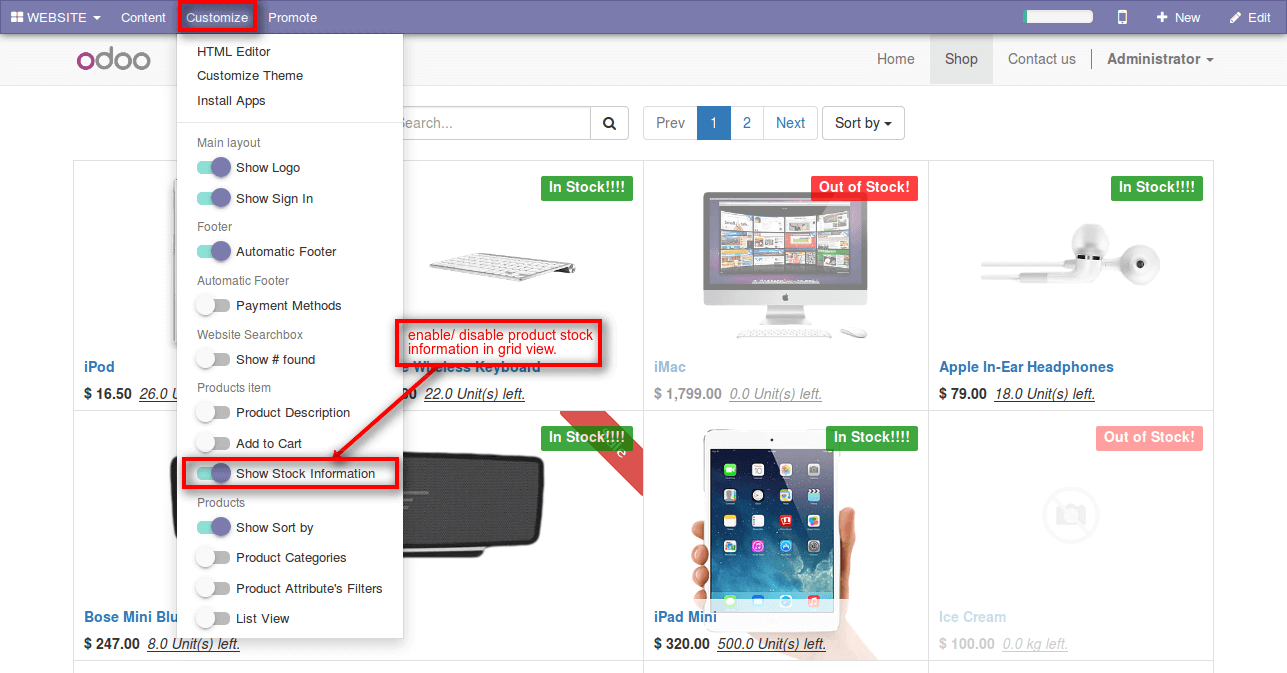 WEBSITE Content Customize Promote New Edit
odoo Home Shop Contact us Administrator
HTML Editor
Customize Theme
Install Apps
Search... Prev 1 2 Next Sort by
Main layout
Show Logo
Show Sign In
Footer
Automatic Footer
Automatic Footer
Payment Methods
Website Searchbox
Show # found
Products item
Product Description
Add to Cart
Show Stock Information
Products
Show Sort by
Product Categories
Product Attribute's Filters
List View
enable/ disable product stock
information in grid view.
In Stock!!!! Out of Stock! In Stock!!!!
iPod Wireless Keyboard iMac Apple In-Ear Headphones
$ 16.50 26.0 22.0 Unit(s) left. $ 1,799.00 0.0 Unit(s) left. $ 79.00 18.0 Unit(s) left.
In Stock!!!! In Stock!!!! Out of Stock!
Bose Mini Blu iPad Mini Ice Cream
$ 247.00 8.0 Unit(s) left. $ 320.00 500.0 Unit(s) left. $ 100.00 0.0 kg left.